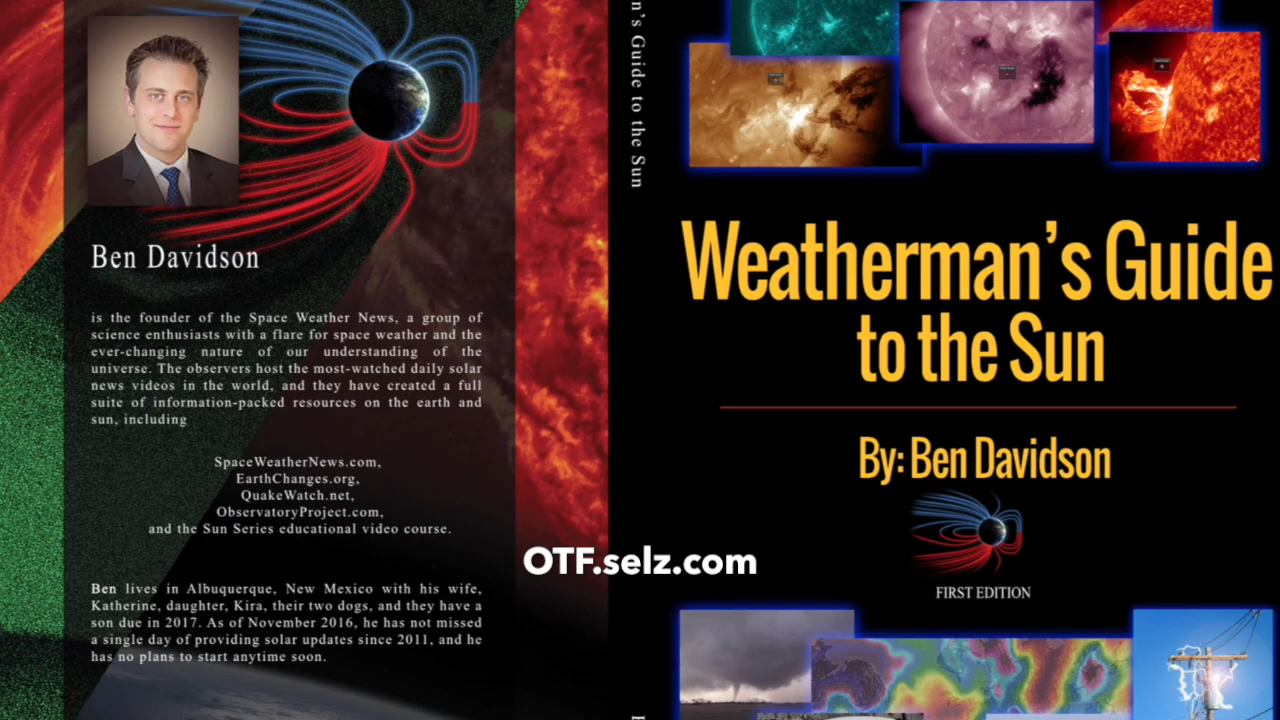 Ben Davidson
is the founder of the Space Weather News, a group of
science enthusiasts with a flare for space weather and the
ever-changing nature of our understanding of the
universe. The observers host the most-watched daily solar
news videos in the world, and they have created a full
suite of information-packed resources on the earth and
sun, including
SpaceWeatherNews.com,
EarthChanges.org,
QuakeWatch.net,
ObservatoryProject.com,
and the Sun Series educational video course.
Ben lives in Albuquerque, New Mexico with his wife,
Katherine, daughter, Kira, their two dogs, and they have a
son due in 2017. As of November 2016, he has not missed
a single day of providing solar updates since 2011, and he
has no plans to start anytime soon.
n's Guide to the Sun
Weatherman's Guide
to the Sun
By: Ben Davidson
FIRST EDITION
OTF.selz.com